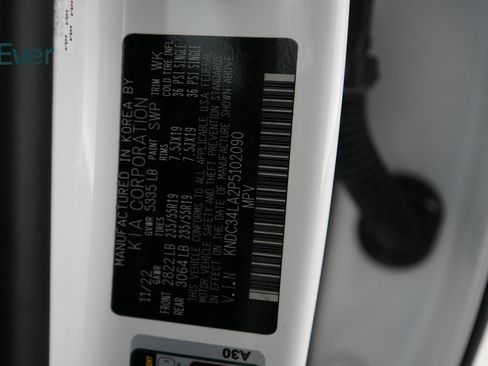 Ever
MANUFACTURED IN KOREA BY
KIA CORPORATION
11/22 GVWR 5335 LB PAINT SWP TRIM WK
GAWR TIRES RIMS COLD TIRE INFL
FRONT 2822 LB 235/55R19 7.5JX19 36 PSI,SINGLE
REAR 3064 LB 235/55R19 7.5JX19 36 PSI,SINGLE
THIS VEHICLE CONFORMS TO ALL APPLICABLE U.S.A. FEDERAL
MOTOR VEHICLE SAFETY AND THEFT PREVENTION STANDARDS
IN EFFECT ON THE DATE OF MANUFACTURE SHOWN ABOVE.
V.I.N KNDC34LA2P5102090
MPV
A30